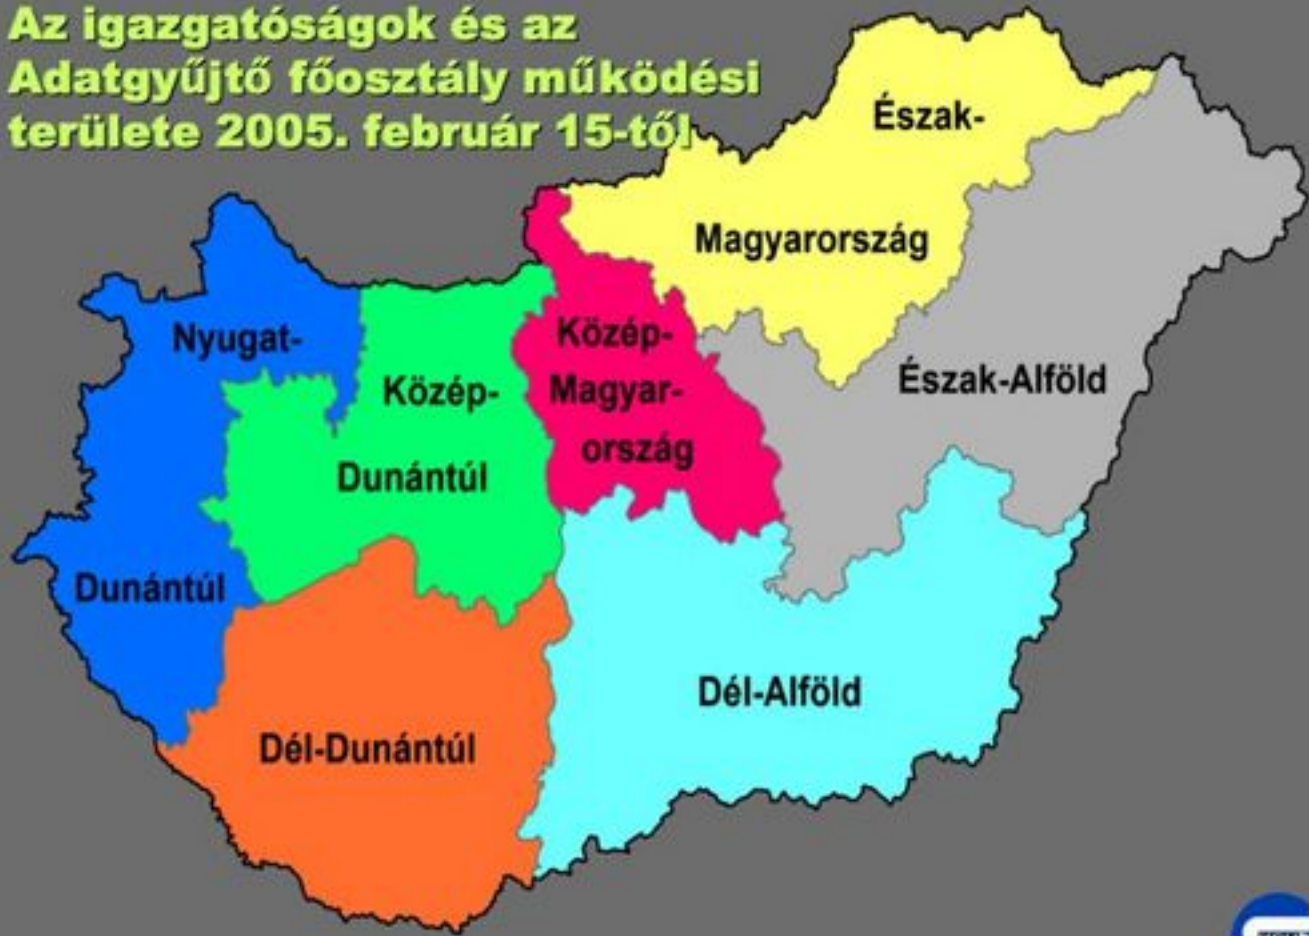 Az igazgatóságok és az
Adatgyűjtő főosztály működési
területe 2005. február 15-től
Észak-
Magyarország
Nyugat-
Dunántúl
Közép-
Dunántúl
Közép-
Magyar-
ország
Észak-Alföld
Dél-Alföld
Dél-Dunántúl